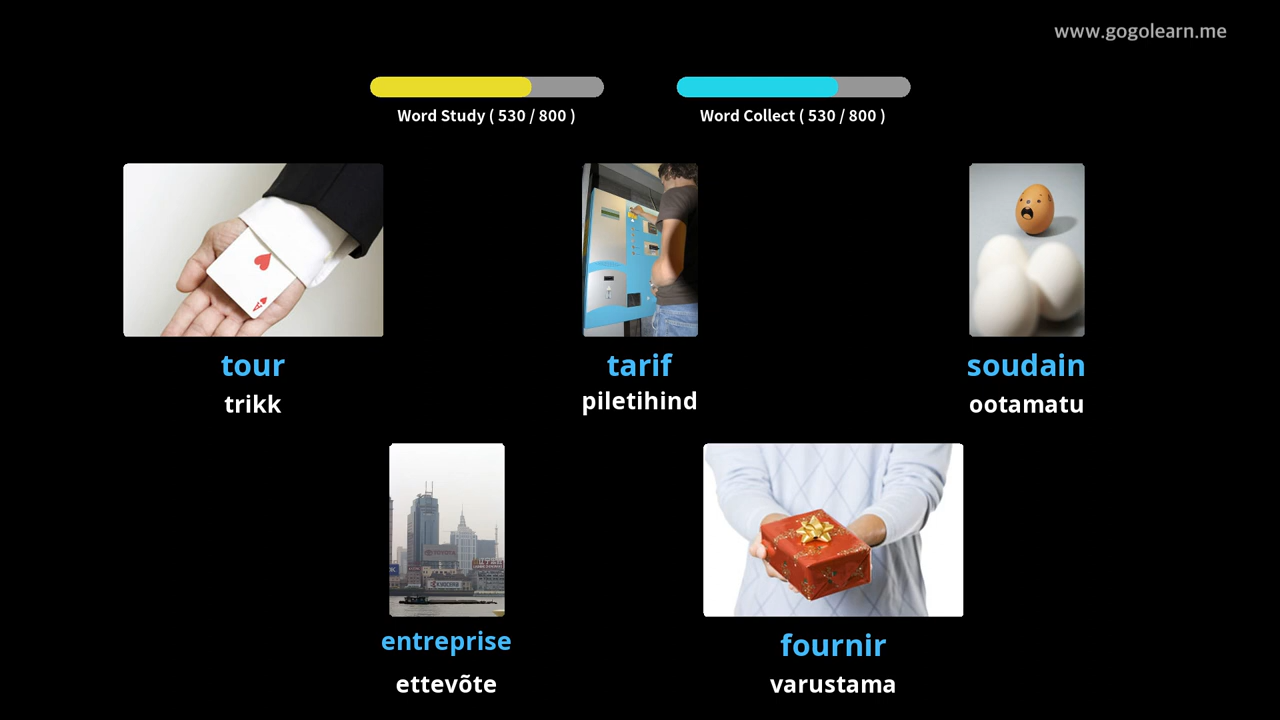 www.gogolearn.me
Word Study ( 530 / 800 )
Word Collect ( 530 / 800 )
tour
trikk
tarif
piletihind
soudain
ootamatu
TOYOTA
entreprise
ettevõte
fournir
varustama